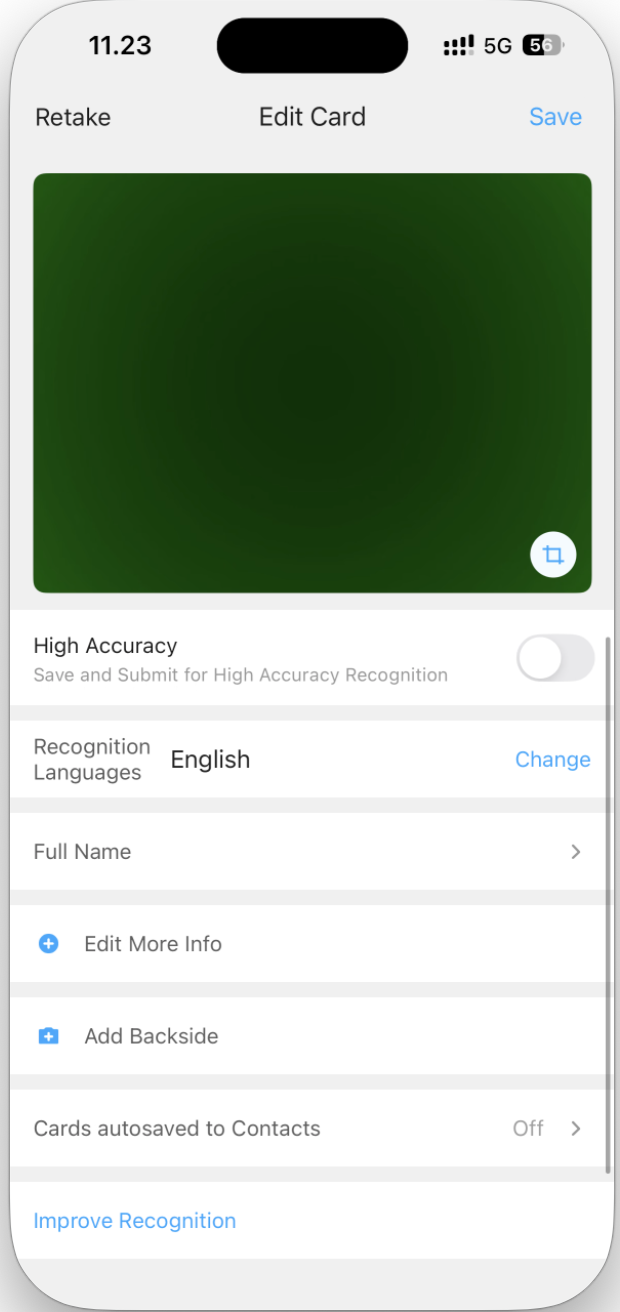 11.23
5G 56
Retake
Edit Card
Save
High Accuracy
Save and Submit for High Accuracy Recognition
Recognition
Languages
English
Change
Full Name
Edit More Info
Add Backside
Cards autosaved to Contacts
Off
Improve Recognition